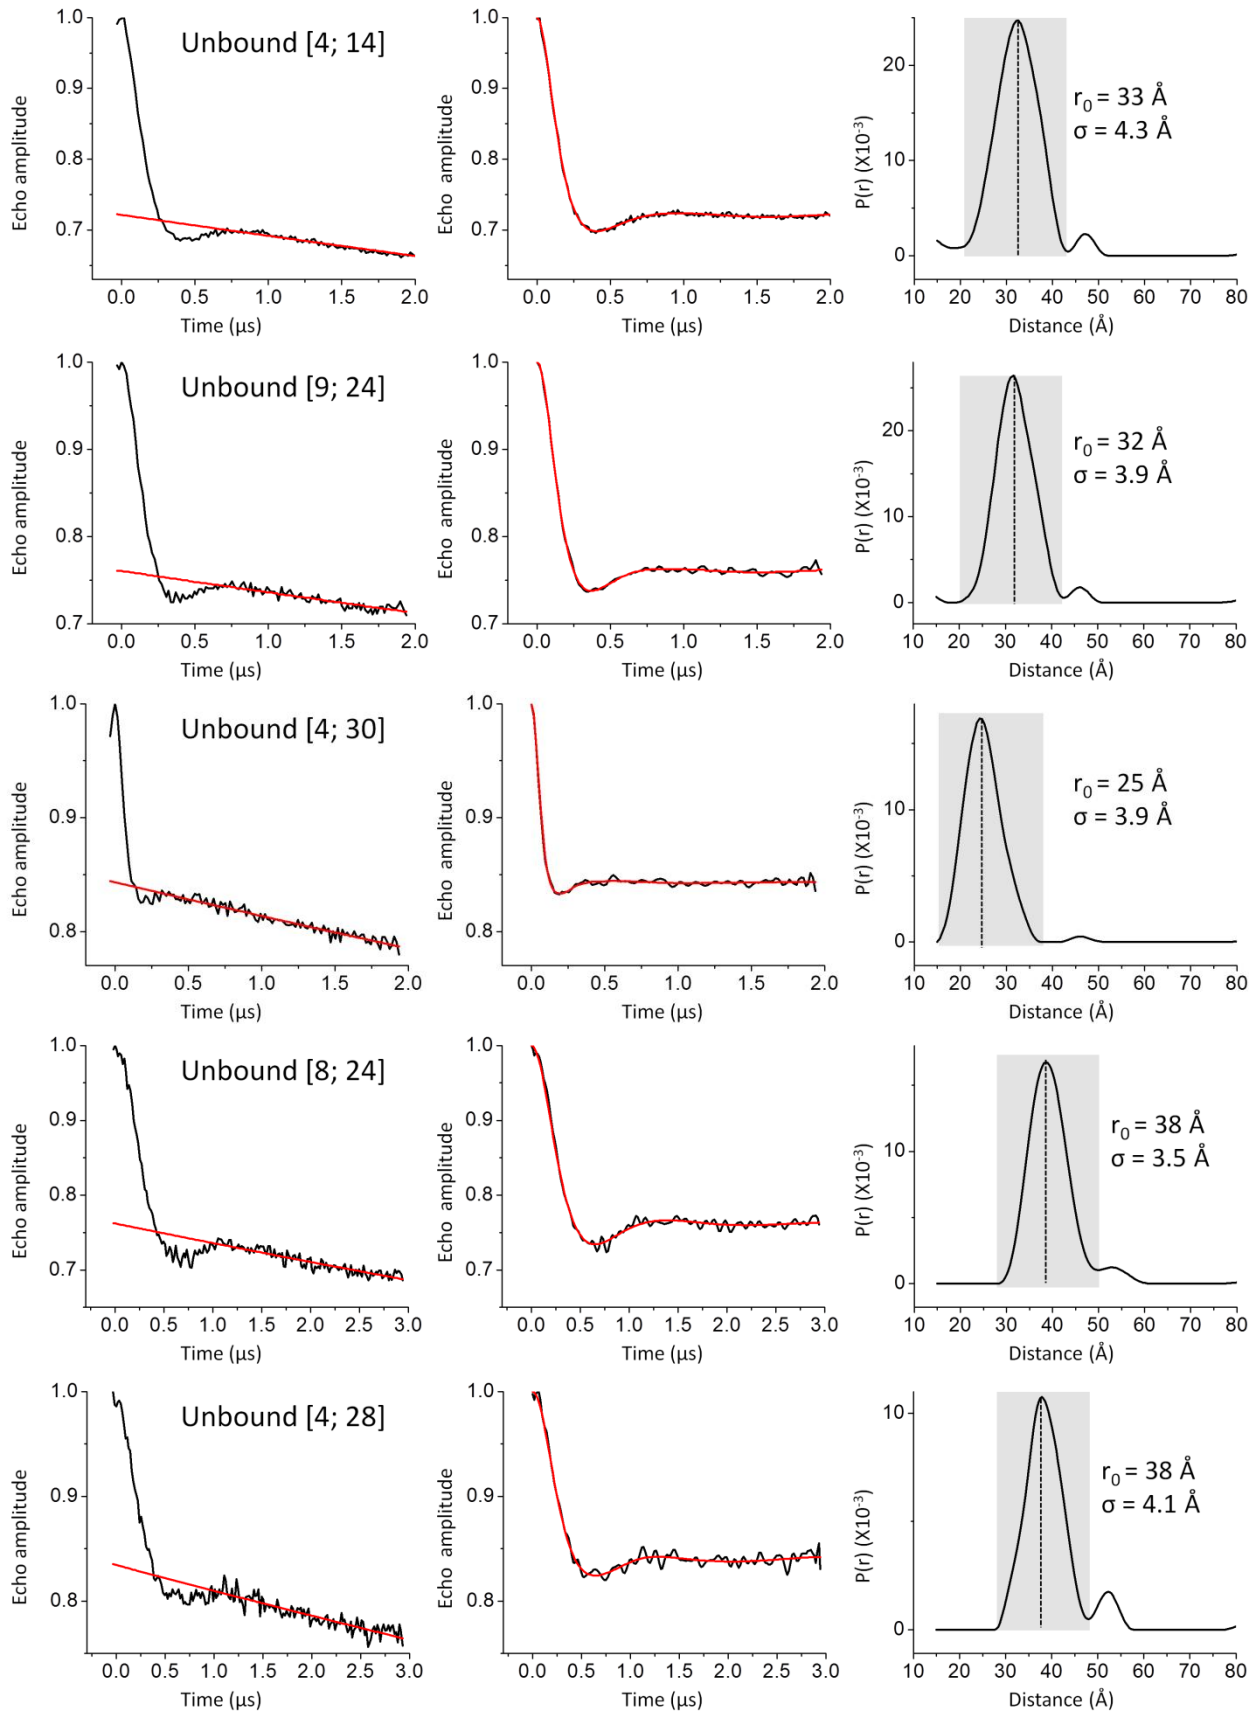 Unbound [4; 14]
Echo amplitude
1.0
0.9
0.8
0.7
0.0 0.5 1.0 1.5 2.0
Time (µs)
Echo amplitude
1.0
0.9
0.8
0.7
0.0 0.5 1.0 1.5 2.0
Time (µs)
P(r) (X10⁻³)
20
10
0
r₀ = 33 Å
σ = 4.3 Å
10 20 30 40 50 60 70 80
Distance (Å)
Unbound [9; 24]
Echo amplitude
1.0
0.9
0.8
0.7
0.0 0.5 1.0 1.5 2.0
Time (µs)
Echo amplitude
1.0
0.9
0.8
0.7
0.0 0.5 1.0 1.5 2.0
Time (µs)
P(r) (X10⁻³)
20
10
0
r₀ = 32 Å
σ = 3.9 Å
10 20 30 40 50 60 70 80
Distance (Å)
Unbound [4; 30]
Echo amplitude
1.0
0.9
0.8
0.0 0.5 1.0 1.5 2.0
Time (µs)
Echo amplitude
1.0
0.9
0.8
0.0 0.5 1.0 1.5 2.0
Time (µs)
P(r) (X10⁻³)
10
0
r₀ = 25 Å
σ = 3.9 Å
10 20 30 40 50 60 70 80
Distance (Å)
Unbound [8; 24]
Echo amplitude
1.0
0.9
0.8
0.7
0.0 0.5 1.0 1.5 2.0 2.5 3.0
Time (µs)
Echo amplitude
1.0
0.9
0.8
0.7
0.0 0.5 1.0 1.5 2.0 2.5 3.0
Time (µs)
P(r) (X10⁻³)
10
0
r₀ = 38 Å
σ = 3.5 Å
10 20 30 40 50 60 70 80
Distance (Å)
Unbound [4; 28]
Echo amplitude
1.0
0.9
0.8
0.0 0.5 1.0 1.5 2.0 2.5 3.0
Time (µs)
Echo amplitude
1.0
0.9
0.8
0.0 0.5 1.0 1.5 2.0 2.5 3.0
Time (µs)
P(r) (X10⁻³)
10
0
r₀ = 38 Å
σ = 4.1 Å
10 20 30 40 50 60 70 80
Distance (Å)